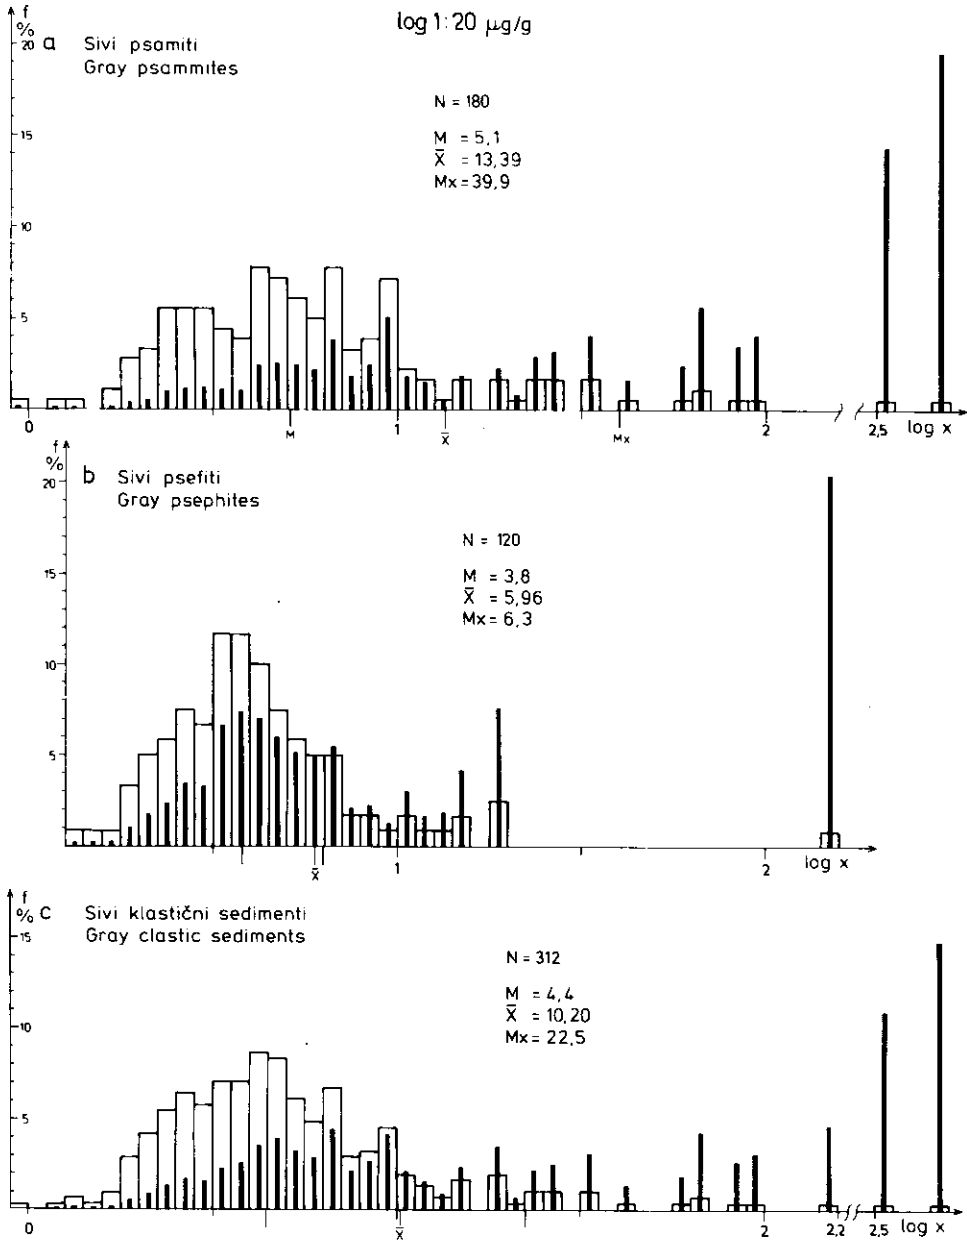 log 1:20 µg/g
f
%
a Sivi psamiti
Gray psammites
N = 180
M = 5,1
X̄ = 13,39
Mx = 39,9
20
15
10
5
0 M 1 X̄ Mx 2 2,5 log x
f
%
b Sivi psefiti
Gray psephites
N = 120
M = 3,8
X̄ = 5,96
Mx = 6,3
20
15
10
5
X̄ 1 2 log x
f
%
c Sivi klastični sedimenti
Gray clastic sediments
N = 312
M = 4,4
X̄ = 10,20
Mx = 22,5
15
10
5
0 X̄ 2 2,2 2,5 log x